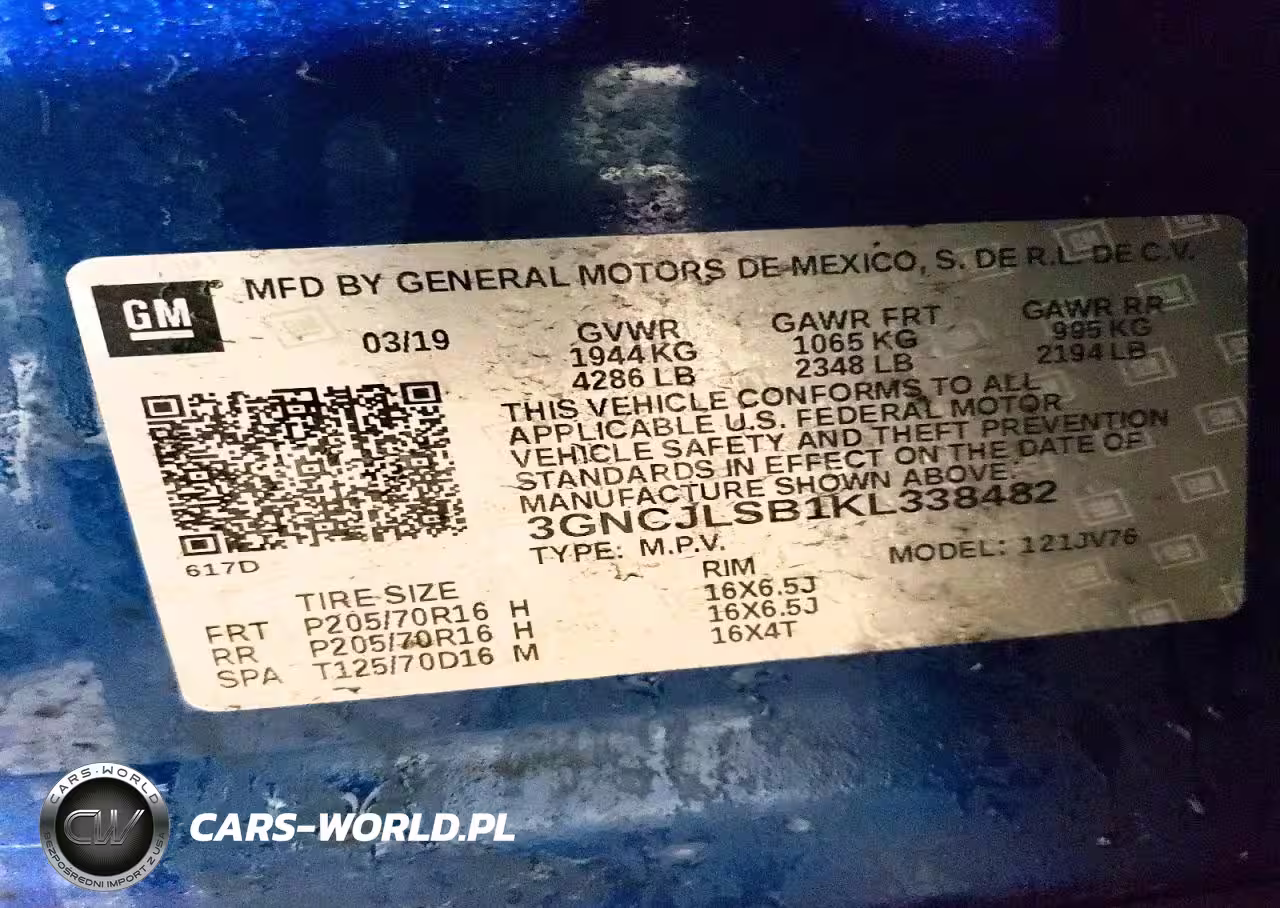 GM
MFD BY GENERAL MOTORS DE MEXICO, S. DE R.L. DE C.V.
03/19
GVWR
1944 KG
4286 LB
GAWR FRT
1065 KG
2348 LB
GAWR RR
995 KG
2194 LB
THIS VEHICLE CONFORMS TO ALL
APPLICABLE U.S. FEDERAL MOTOR
VEHICLE SAFETY AND THEFT PREVENTION
STANDARDS IN EFFECT ON THE DATE OF
MANUFACTURE SHOWN ABOVE.
3GNCJLSB1KL338482
TYPE: M.P.V.
MODEL: 121JV76
617D
TIRE SIZE
RIM
FRT P205/70R16 H 16X6.5J
RR P205/70R16 H 16X6.5J
SPA T125/70D16 M 16X4T
CARS-WORLD
CW
BEZPOŚREDNI IMPORT Z USA
CARS-WORLD.PL